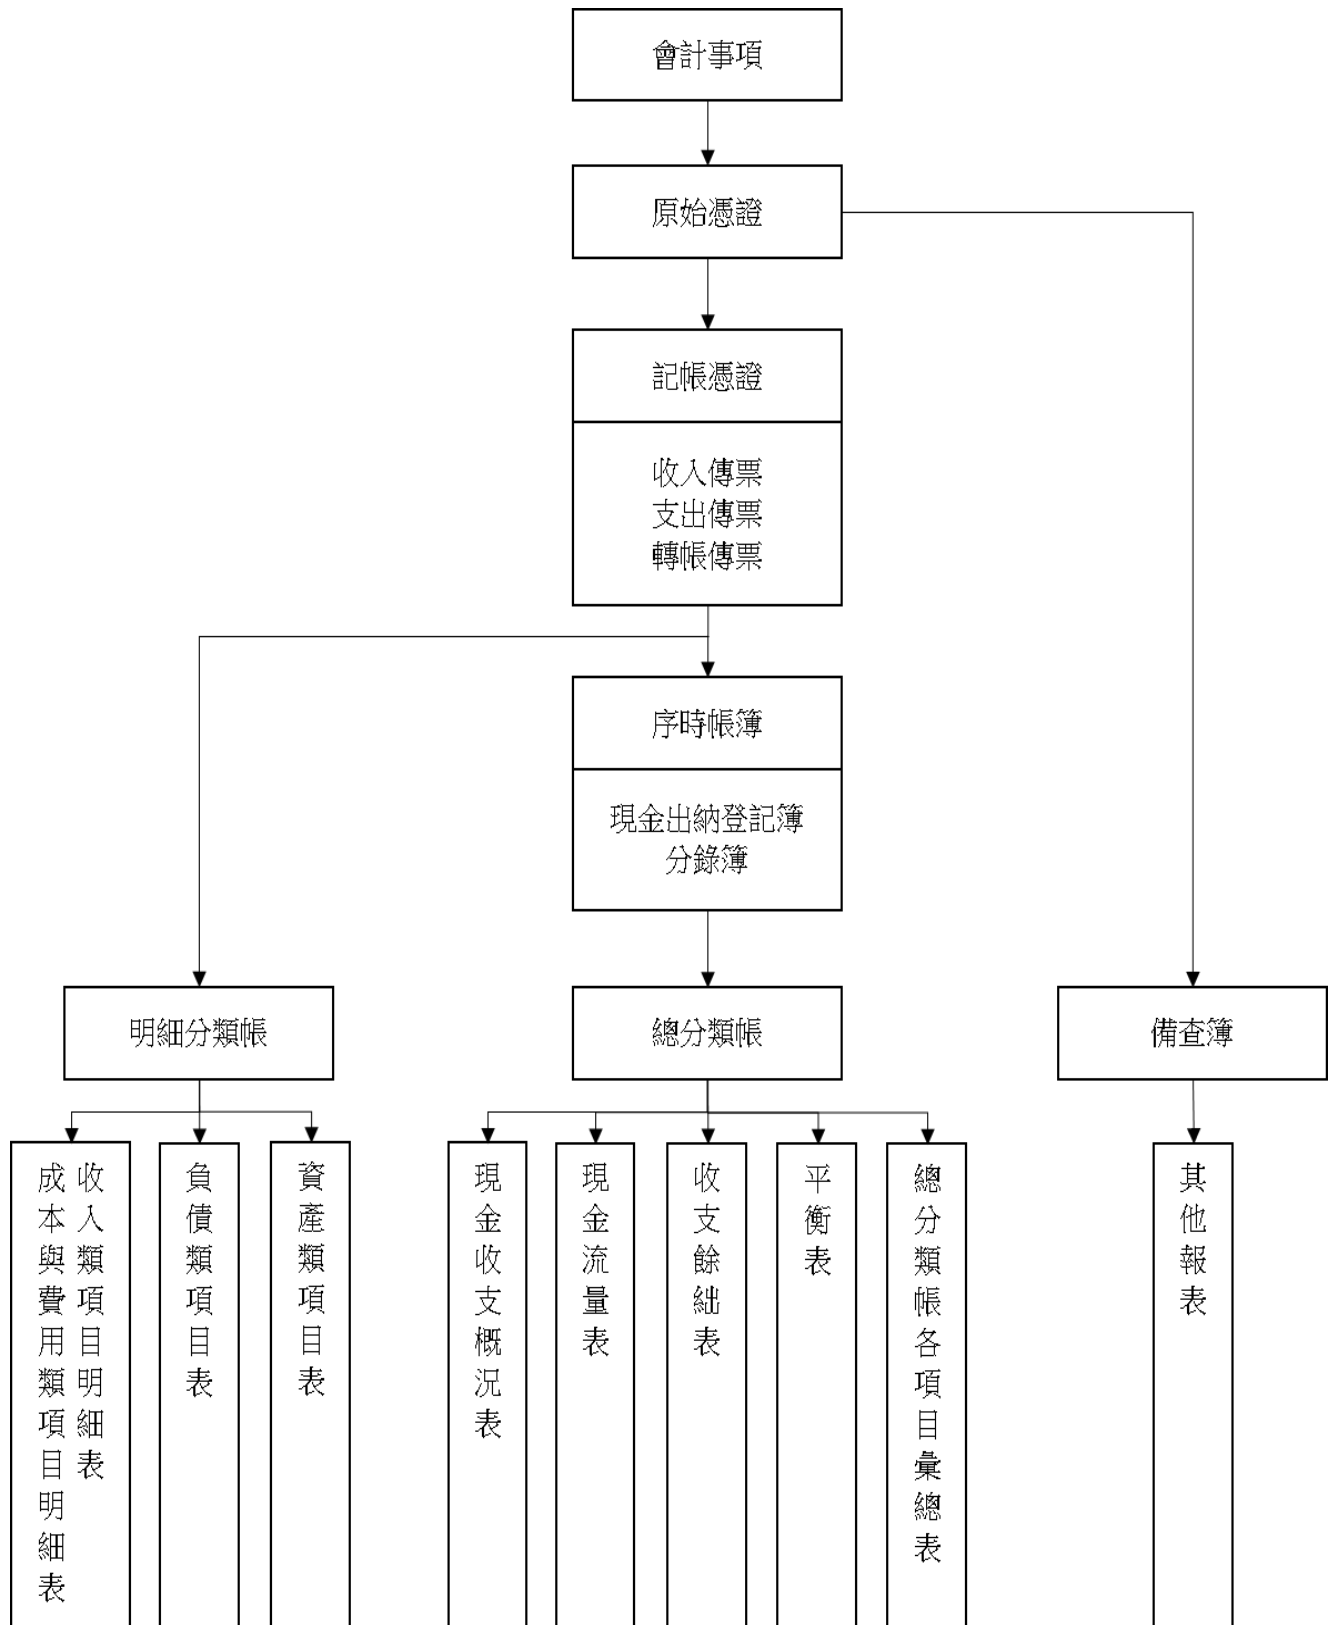 會計事項
原始憑證
記帳憑證
收入傳票
支出傳票
轉帳傳票
序時帳簿
現金出納登記簿
分錄簿
明細分類帳
總分類帳
備查簿
收入類項目明細表
成本與費用類項目明細表
負債類項目表
資產類項目表
現金收支概況表
現金流量表
收支餘絀表
平衡表
總分類帳各項目彙總表
其他報表